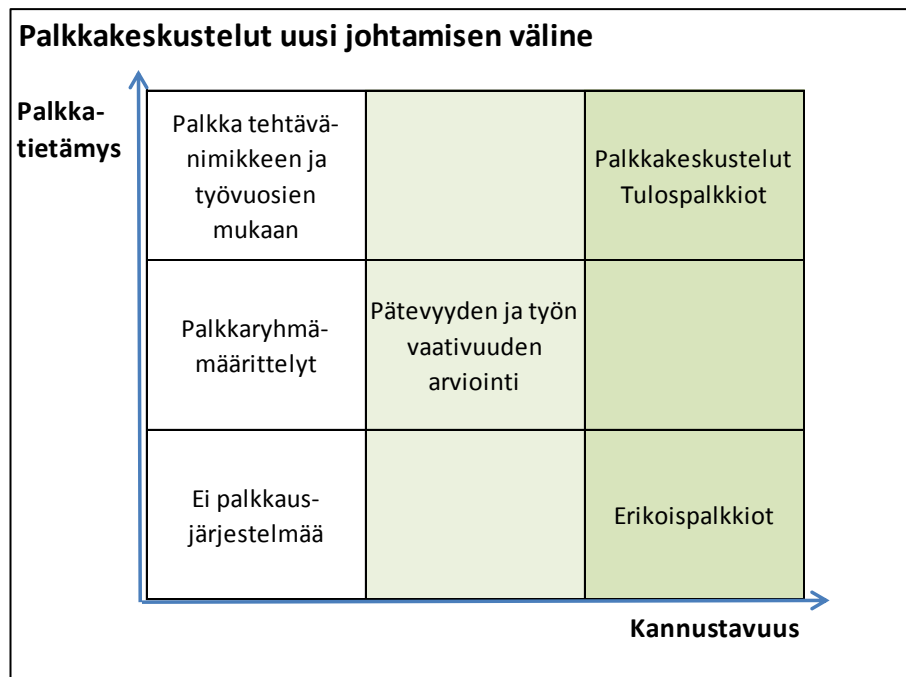 Palkkakeskustelut uusi johtamisen väline
Palkka-
tietämys
Palkka tehtävä-
nimikkeen ja
työvuosien
mukaan
Palkkakeskustelut
Tulospalkkiot
Palkkaryhmä-
määrittelyt
Pätevyyden ja työn
vaativuuden
arviointi
Ei palkkaus-
järjestelmää
Erikoispalkkiot
Kannustavuus